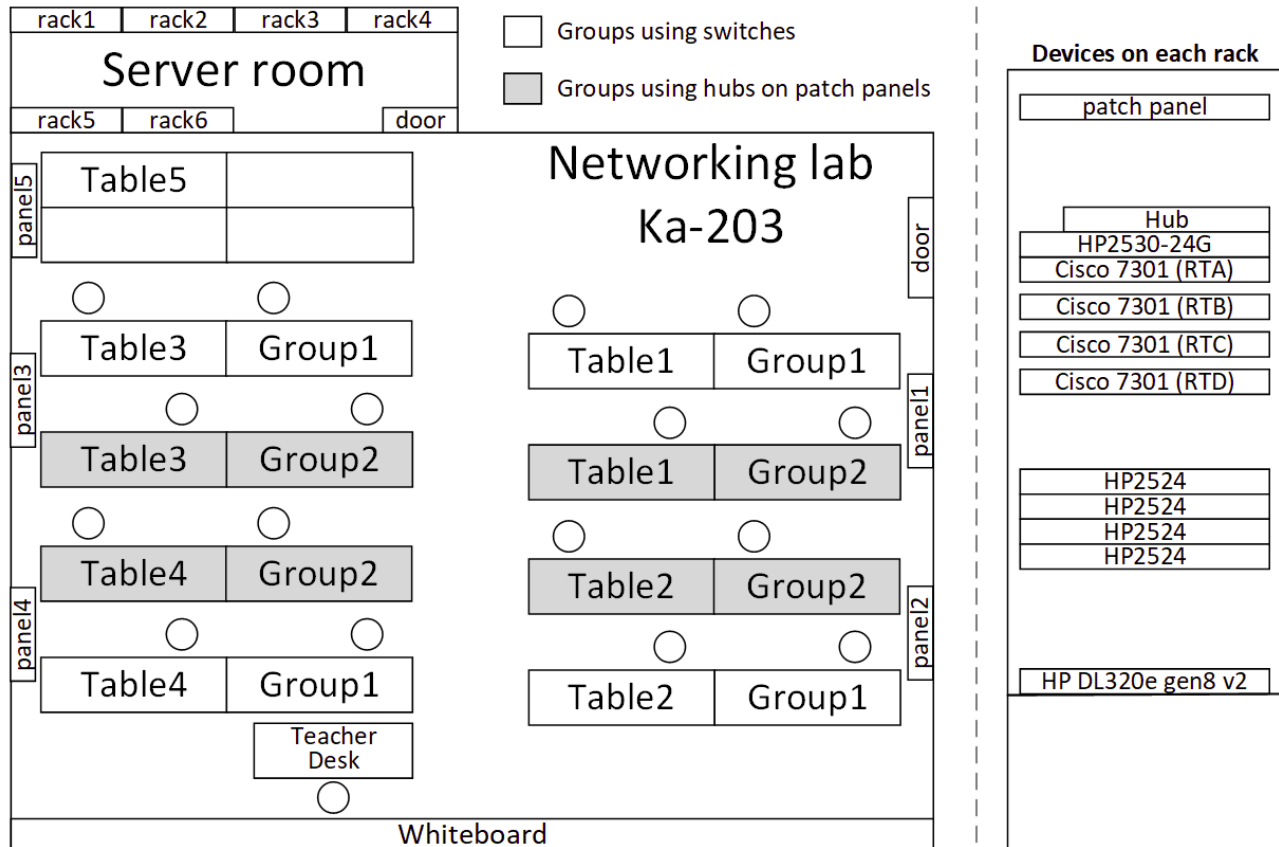 rack1 rack2 rack3 rack4
Server room
rack5 rack6 door
Groups using switches
Groups using hubs on patch panels
Networking lab
Ka-203
door
panel5
Table5
panel3
Table3 Group1
Table3 Group2
panel4
Table4 Group2
Table4 Group1
Table1 Group1
panel1
Table1 Group2
Table2 Group2
panel2
Table2 Group1
Teacher
Desk
Whiteboard
Devices on each rack
patch panel
Hub
HP2530-24G
Cisco 7301 (RTA)
Cisco 7301 (RTB)
Cisco 7301 (RTC)
Cisco 7301 (RTD)
HP2524
HP2524
HP2524
HP2524
HP DL320e gen8 v2